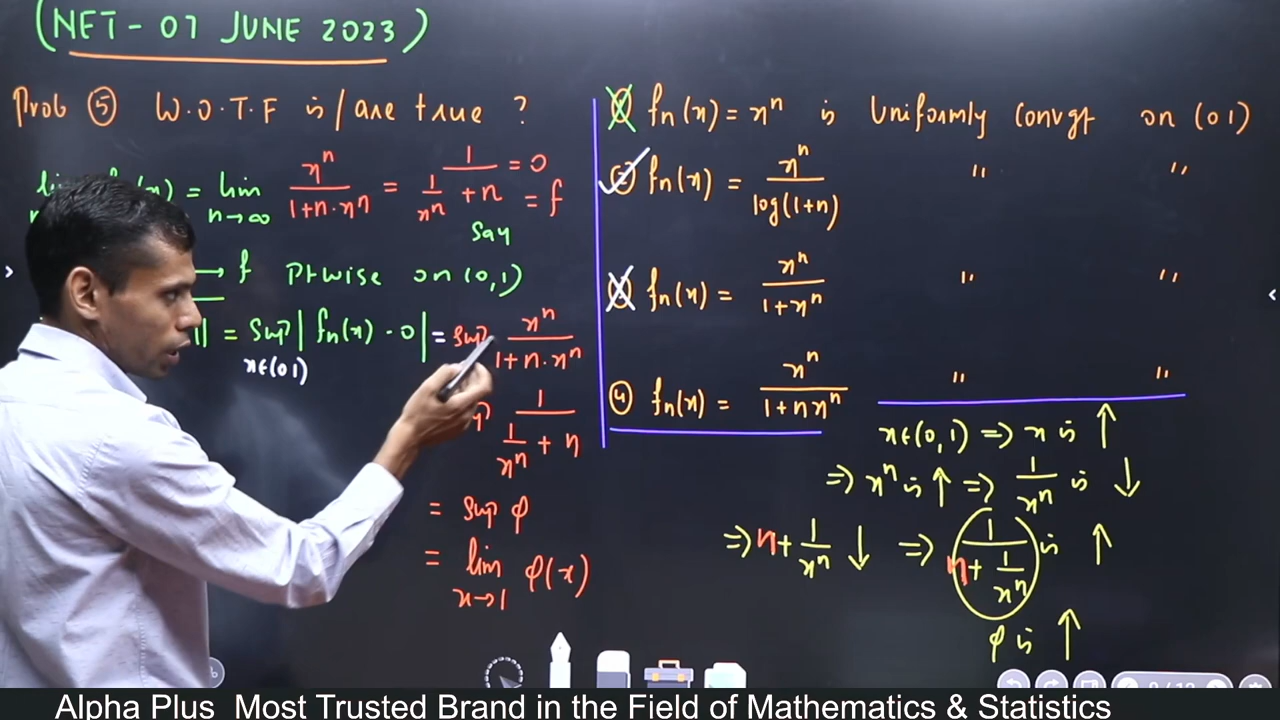 (NET - 07 JUNE 2023)
Prob ⑤ W.O.T.F is/are true ?
= lim n→∞ xⁿ/(1+n·xⁿ) = 1/(1/xⁿ + n) = 0
= f
say
→ f Ptwise on (0,1)
= Sup x∈(0 1) | fn(x) - 0 | = Sup xⁿ/(1+n·xⁿ)
1/(1/xⁿ + n)
= Sup φ
= lim x→1 φ(x)
fn(x) = xⁿ is Uniformly Convgt on (0 1)
② fn(x) = xⁿ/log(1+n) " "
fn(x) = xⁿ/(1+xⁿ) " "
④ fn(x) = xⁿ/(1+nxⁿ) " "
x∈(0,1) ⇒ x is ↑
⇒ xⁿ is ↑ ⇒ 1/xⁿ is ↓
⇒ n + 1/xⁿ ↓ ⇒ 1/(n + 1/xⁿ) is ↑
φ is ↑
Alpha Plus Most Trusted Brand in the Field of Mathematics & Statistics